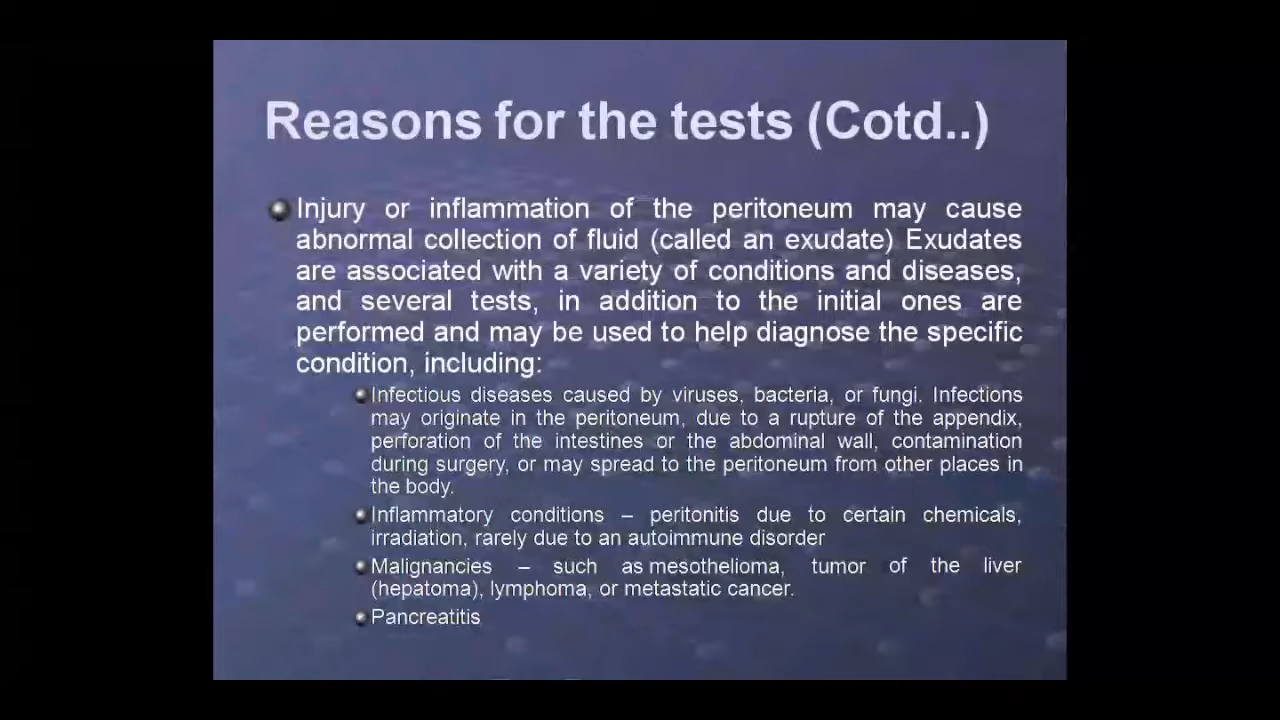 Reasons for the tests (Cotd..)
Injury or inflammation of the peritoneum may cause
abnormal collection of fluid (called an exudate) Exudates
are associated with a variety of conditions and diseases,
and several tests, in addition to the initial ones are
performed and may be used to help diagnose the specific
condition, including:
Infectious diseases caused by viruses, bacteria, or fungi. Infections
may originate in the peritoneum, due to a rupture of the appendix,
perforation of the intestines or the abdominal wall, contamination
during surgery, or may spread to the peritoneum from other places in
the body.
Inflammatory conditions – peritonitis due to certain chemicals,
irradiation, rarely due to an autoimmune disorder
Malignancies – such as mesothelioma, tumor of the liver
(hepatoma), lymphoma, or metastatic cancer.
Pancreatitis